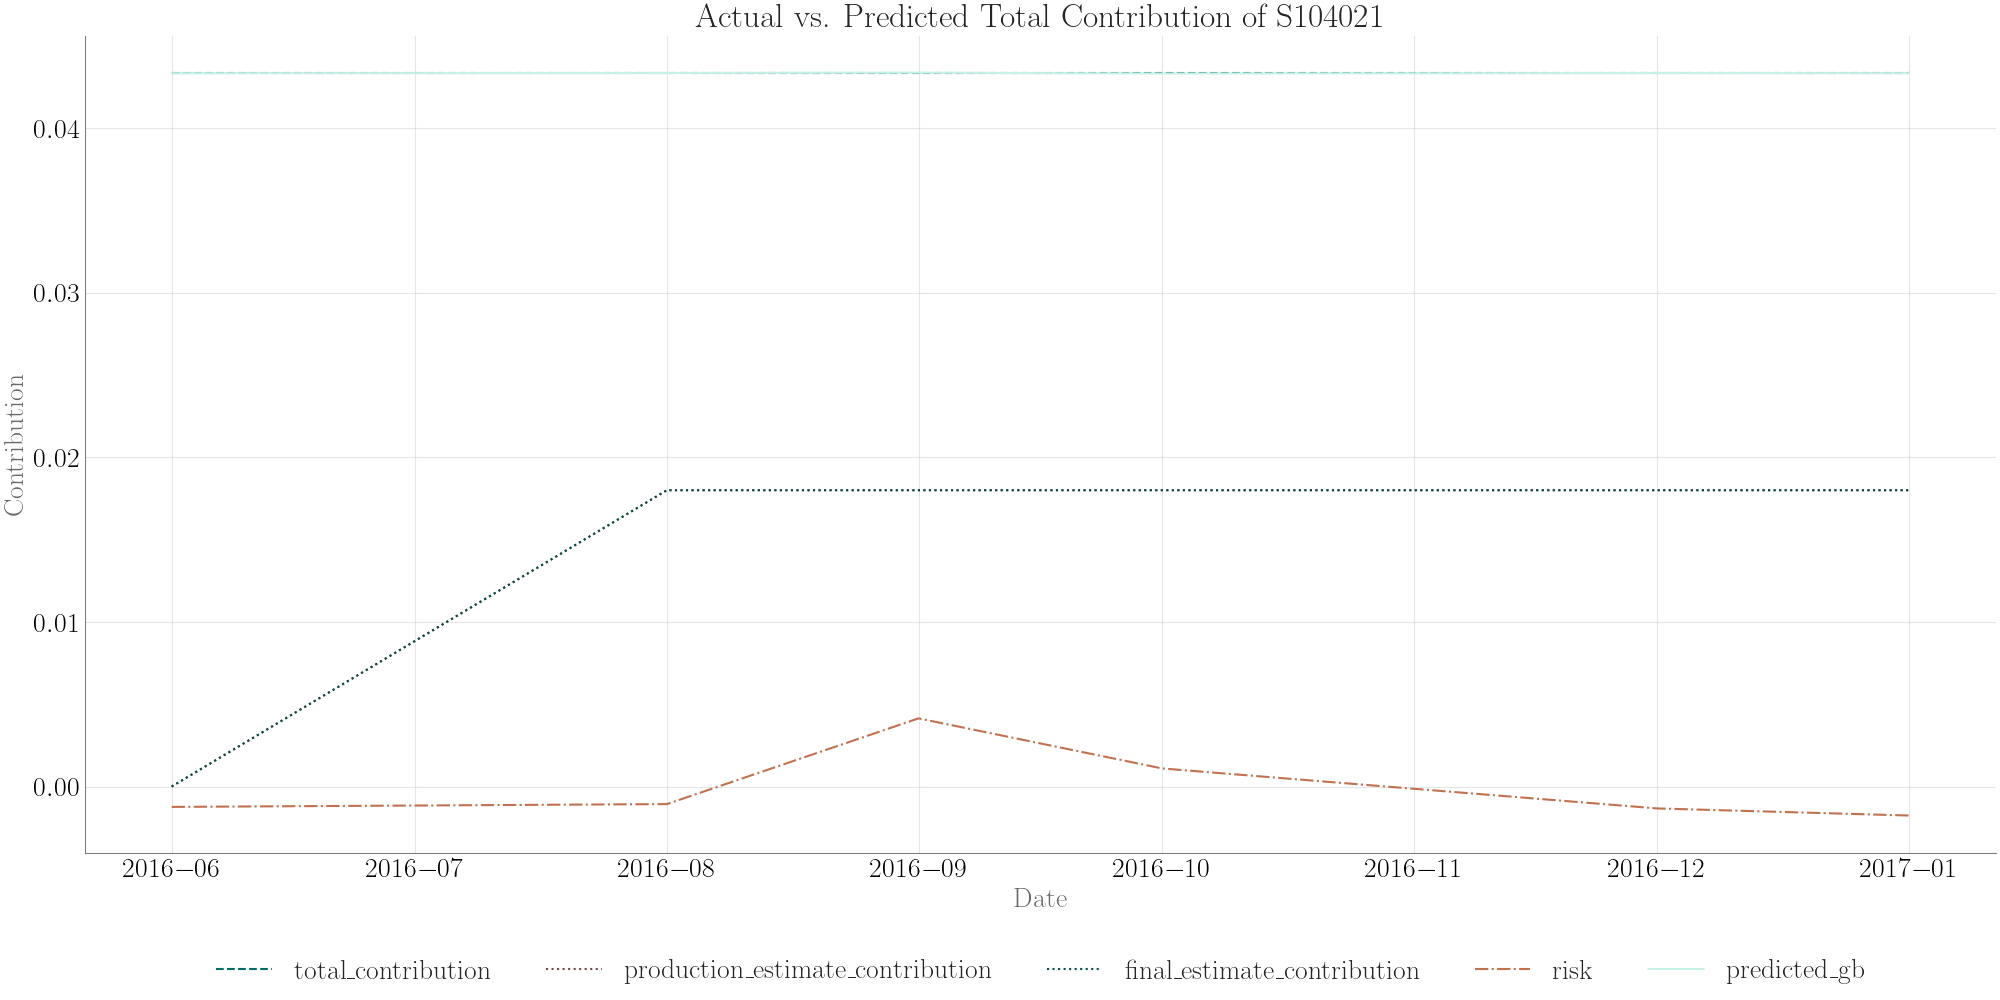 Actual vs. Predicted Total Contribution of S104021
Contribution
0.04
0.03
0.02
0.01
0.00
2016−06 2016−07 2016−08 2016−09 2016−10 2016−11 2016−12 2017−01
Date
total_contribution production_estimate_contribution final_estimate_contribution risk predicted_gb